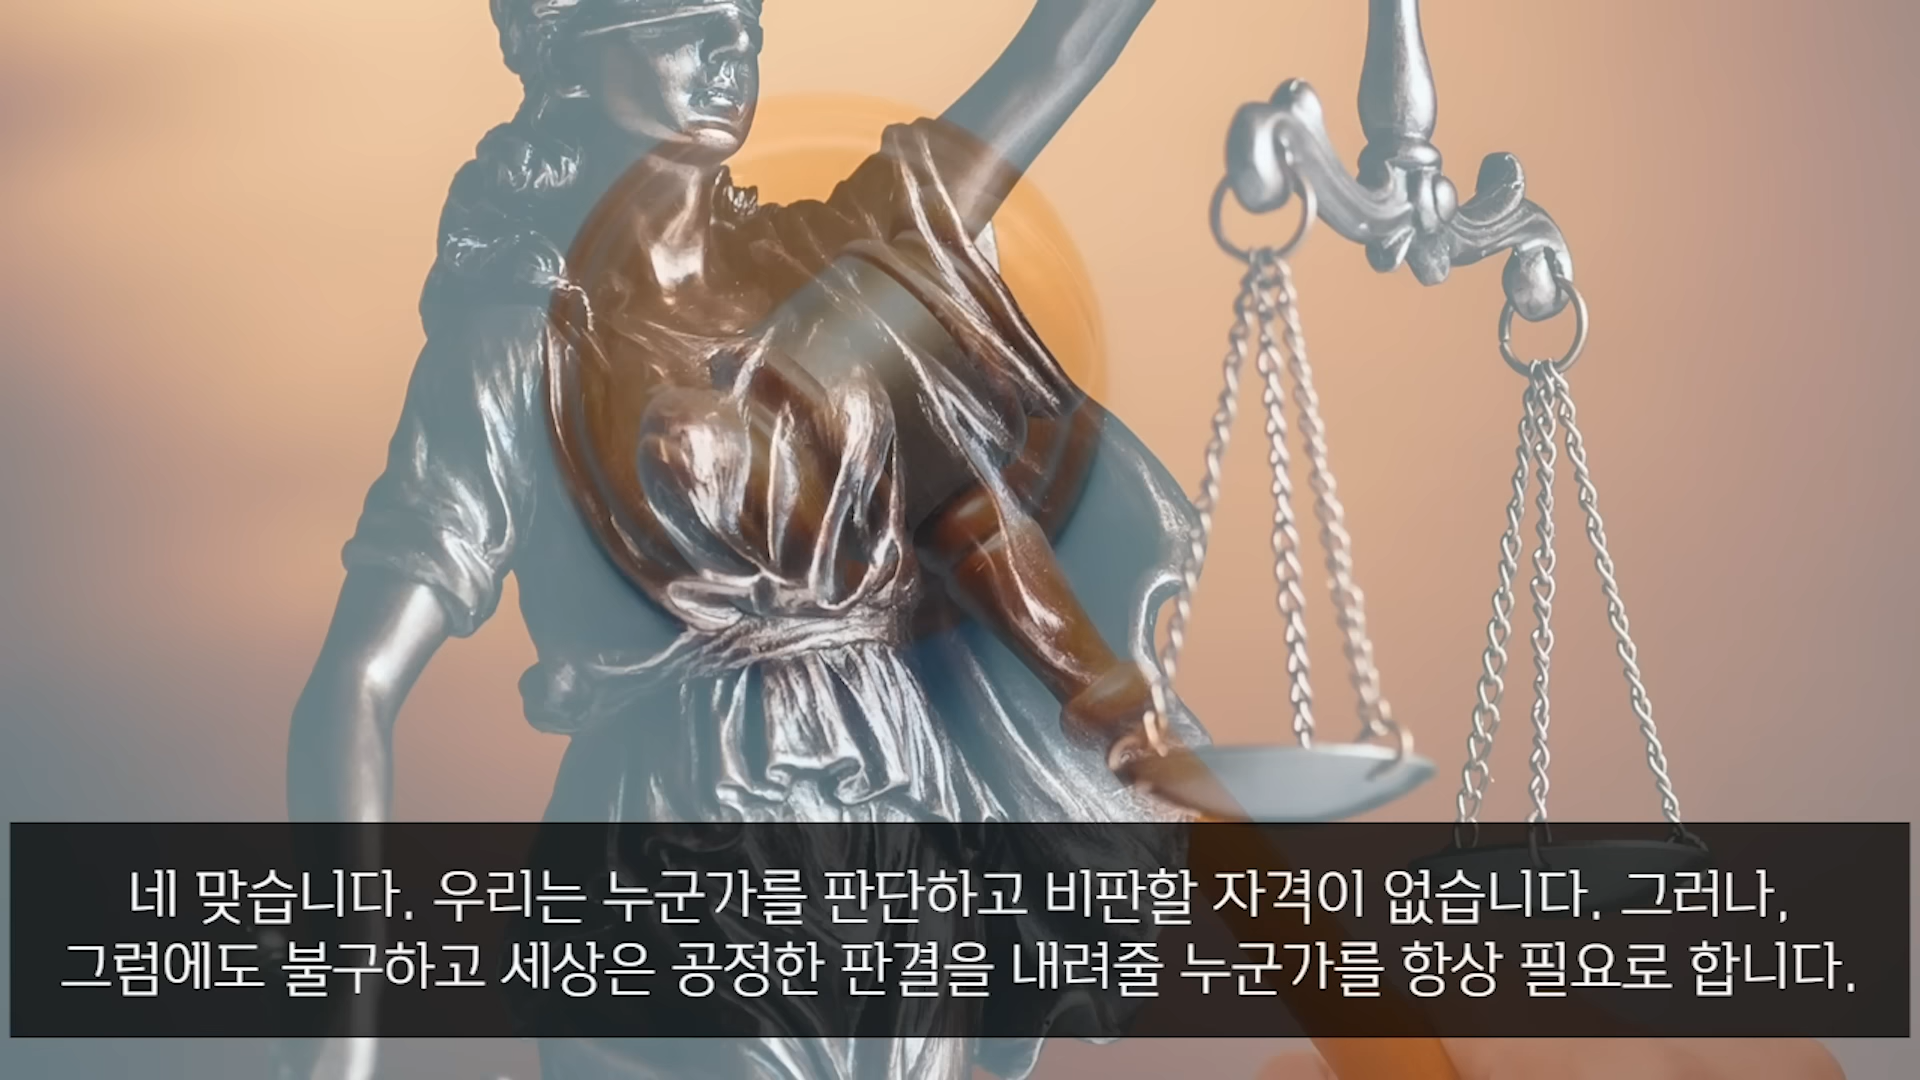 네 맞습니다. 우리는 누군가를 판단하고 비판할 자격이 없습니다. 그러나,
그럼에도 불구하고 세상은 공정한 판결을 내려줄 누군가를 항상 필요로 합니다.